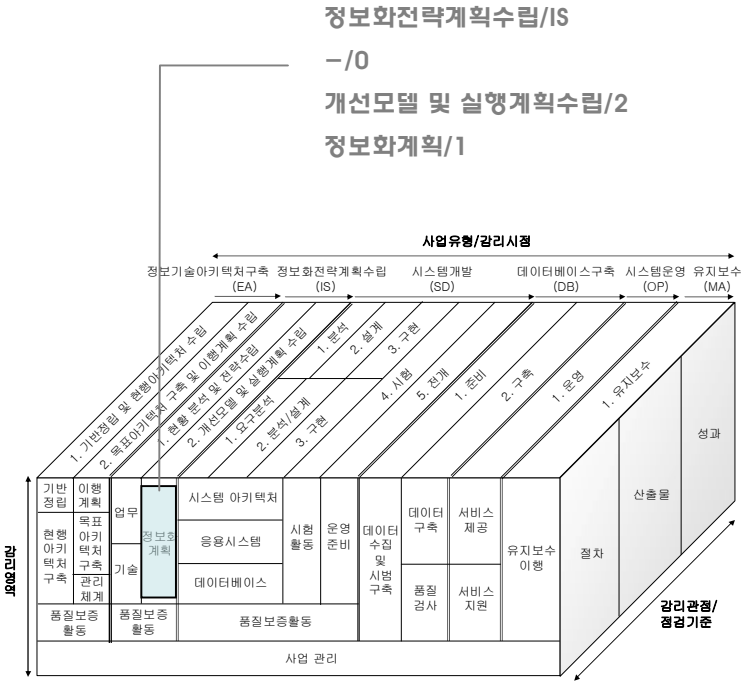 정보화전략계획수립/IS
-/0
개선모델 및 실행계획수립/2
정보화계획/1
사업유형/감리시점
정보기술아키텍처구축
(EA)
정보화전략계획수립
(IS)
시스템개발
(SD)
데이터베이스구축
(DB)
시스템운영
(OP)
유지보수
(MA)
1. 기반정립 및 현행아키텍처 수립
2. 목표아키텍처 구축 및 이행계획 수립
1. 현황 분석 및 전략수립
2. 개선모델 및 실행계획 수립
1. 분석
2. 설계
3. 구현
1. 요구분석
2. 분석/설계
3. 구현
4. 시험
5. 전개
1. 준비
2. 구축
1. 운영
1. 유지보수
감리영역
기반
정립
이행
계획
현행
아키
텍처
구축
목표
아키
텍처
구축
관리
체계
업무
기술
정보화
계획
시스템 아키텍처
응용시스템
데이터베이스
시험
활동
운영
준비
데이터
수집
및
시범
구축
데이터
구축
품질
검사
서비스
제공
서비스
지원
유지보수
이행
품질보증
활동
품질보증
활동
품질보증활동
사업 관리
절차
산출물
성과
감리관점/
점검기준